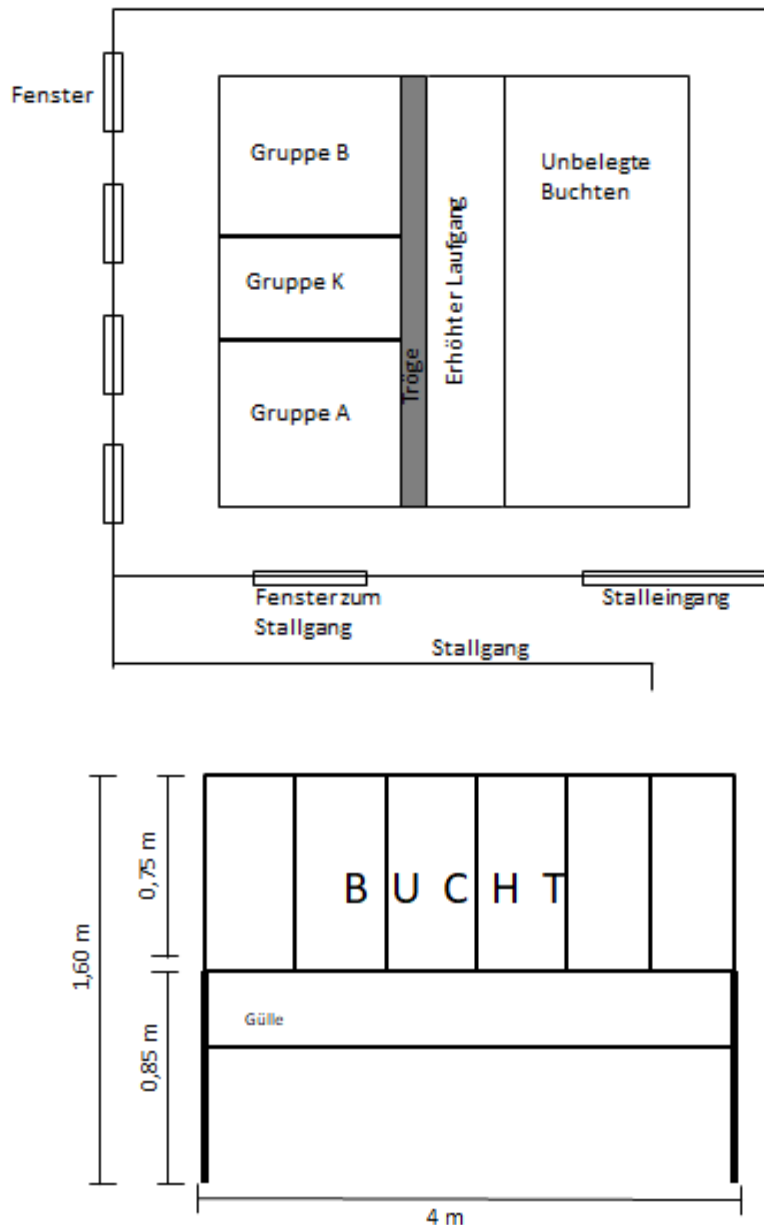 Fenster
Gruppe B
Unbelegte
Buchten
Gruppe K
Erhöhter Laufgang
Tröge
Gruppe A
Fenster zum
Stallgang
Stalleingang
Stallgang
0,75 m
B U C H T
1,60 m
Gülle
0,85 m
4 m